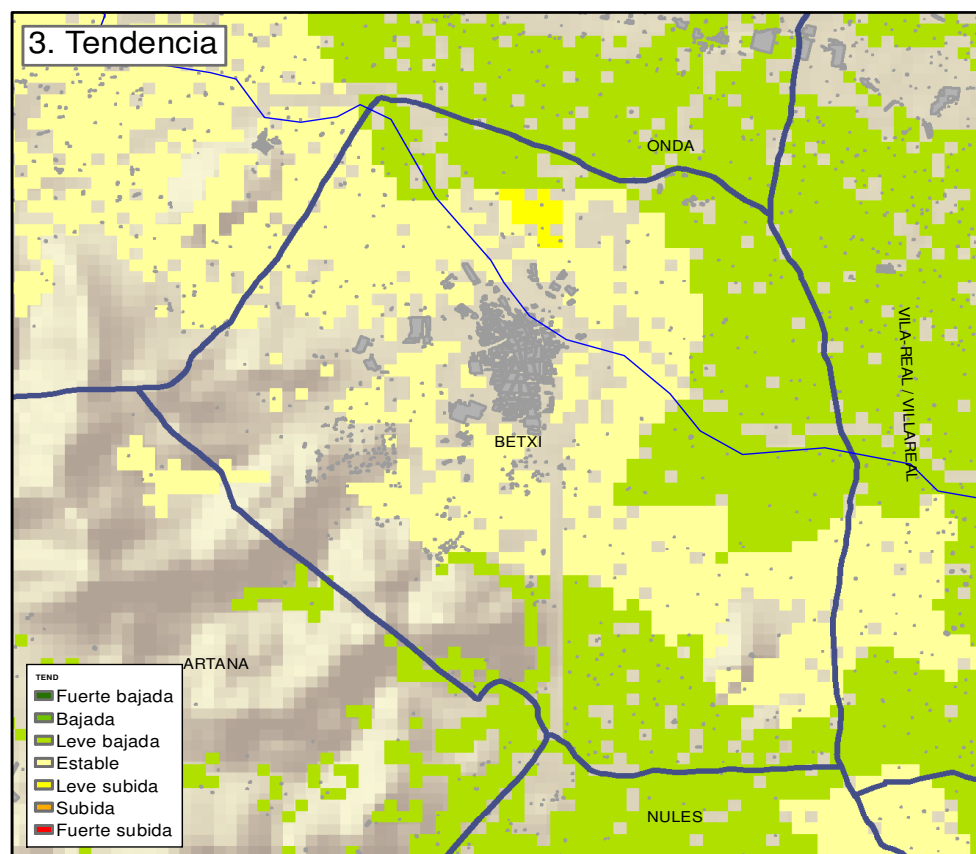 3. Tendencia
ONDA
VILA-REAL / VILLAREAL
BETXI
ARTANA
TEND
Fuerte bajada
Bajada
Leve bajada
Estable
Leve subida
Subida
Fuerte subida
NULES